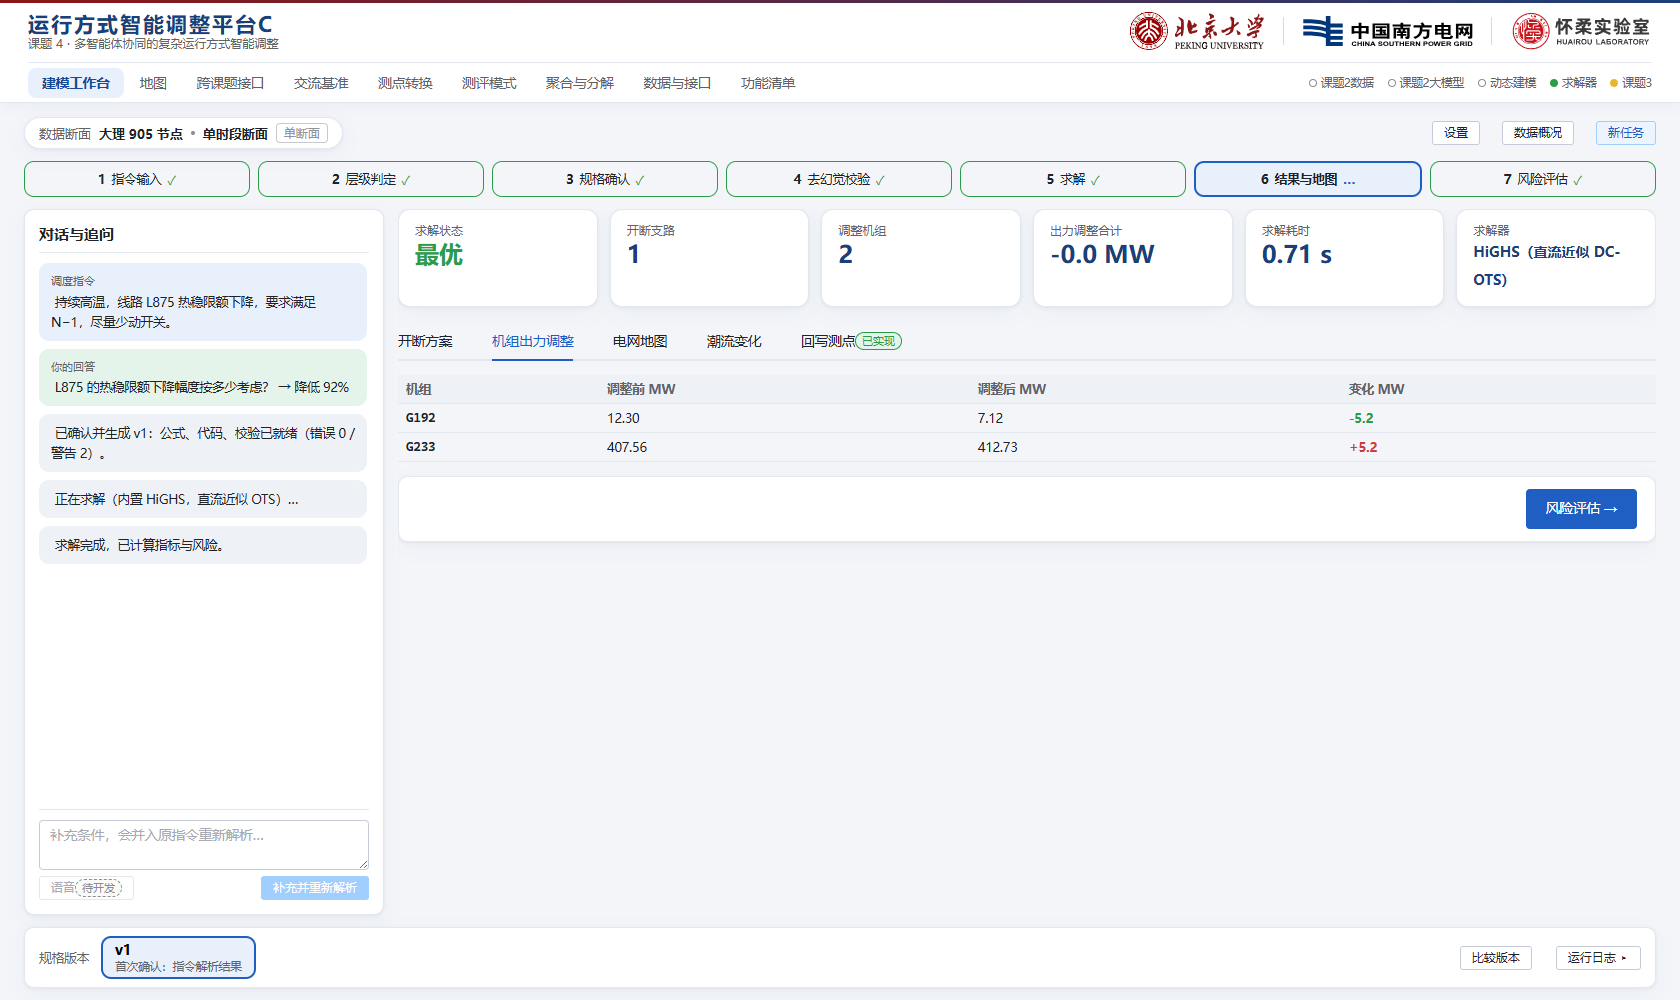 运行方式智能调整平台C
课题 4 · 多智能体协同的复杂运行方式智能调整
北京大学
PEKING UNIVERSITY
中国南方电网
CHINA SOUTHERN POWER GRID
怀柔实验室
HUAIROU LABORATORY
建模工作台 地图 跨课题接口 交流基准 测点转换 测评模式 聚合与分解 数据与接口 功能清单
课题2数据 课题2大模型 动态建模 求解器 课题3
数据断面 大理 905 节点 • 单时段断面 单断面
设置 数据概况 新任务
1 指令输入 ✓
2 层级判定 ✓
3 规格确认 ✓
4 去幻觉校验 ✓
5 求解 ✓
6 结果与地图 …
7 风险评估 ✓
对话与追问
调度指令
持续高温，线路 L875 热稳限额下降，要求满足
N−1，尽量少动开关。
你的回答
L875 的热稳限额下降幅度按多少考虑？ → 降低 92%
已确认并生成 v1：公式、代码、校验已就绪（错误 0 /
警告 2）。
正在求解（内置 HiGHS，直流近似 OTS）…
求解完成，已计算指标与风险。
补充条件，会并入原指令重新解析…
语音 待开发
补充并重新解析
求解状态
最优
开断支路
1
调整机组
2
出力调整合计
-0.0 MW
求解耗时
0.71 s
求解器
HiGHS（直流近似 DC-
OTS）
开断方案 机组出力调整 电网地图 潮流变化 回写测点 已实现
机组 调整前 MW 调整后 MW 变化 MW
G192 12.30 7.12 -5.2
G233 407.56 412.73 +5.2
风险评估 →
规格版本
v1
首次确认：指令解析结果
比较版本
运行日志 ▸